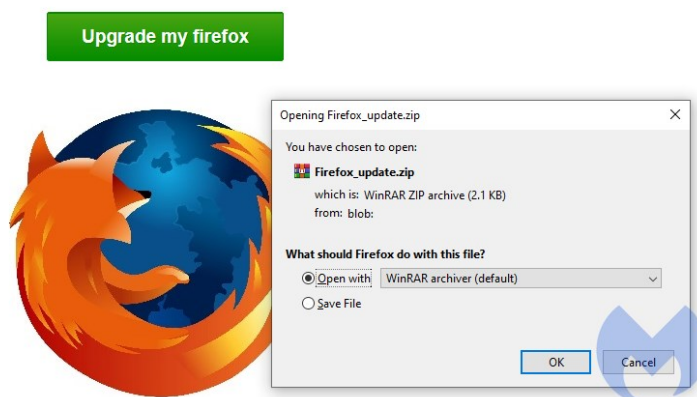 Upgrade my firefox
Opening Firefox_update.zip
You have chosen to open:
Firefox_update.zip
which is: WinRAR ZIP archive (2.1 KB)
from: blob:
What should Firefox do with this file?
Open with WinRAR archiver (default)
Save File
OK Cancel